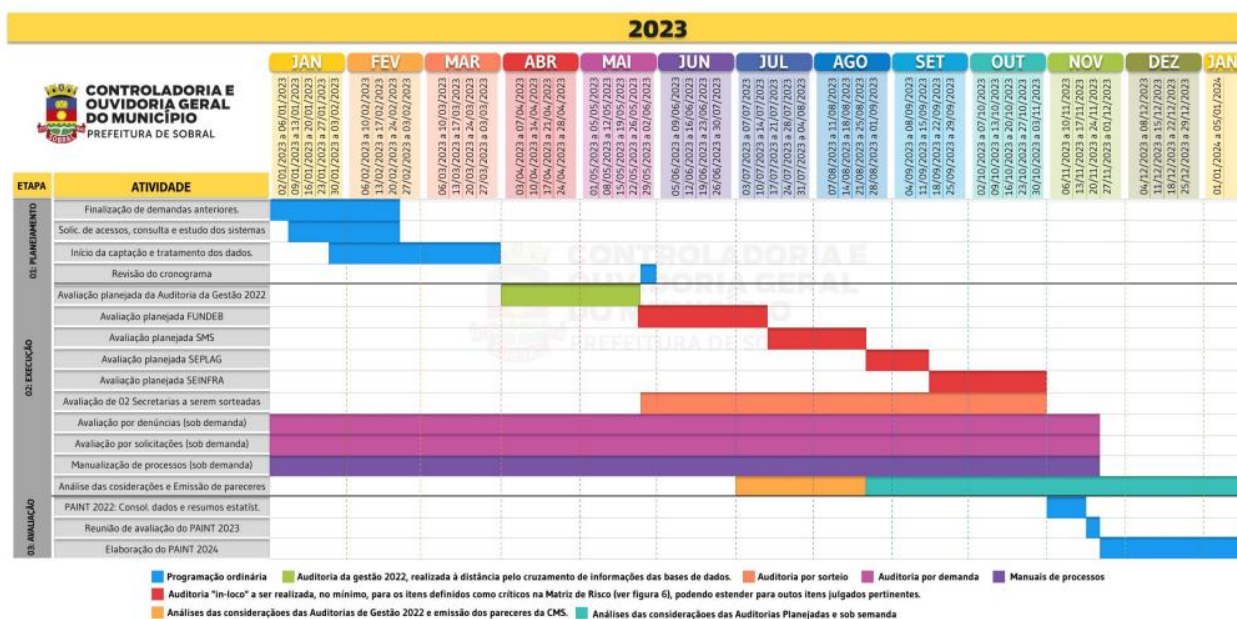 2023
CONTROLADORIA E
OUVIDORIA GERAL
DO MUNICÍPIO
PREFEITURA DE SOBRAL
SOBRAL
JAN
FEV
MAR
ABR
MAI
JUN
JUL
AGO
SET
OUT
NOV
DEZ
JAN
02/01/2023 a 06/01/2023
09/01/2023 a 13/01/2023
16/01/2023 a 20/01/2023
23/01/2023 a 27/01/2023
30/01/2023 a 03/02/2023
06/02/2023 a 10/02/2023
13/02/2023 a 17/02/2023
20/02/2023 a 24/02/2023
27/02/2023 a 03/02/2023
06/03/2023 a 10/03/2023
13/03/2023 a 17/03/2023
20/03/2023 a 24/03/2023
27/03/2023 a 03/03/2023
03/04/2023 a 07/04/2023
10/04/2023 a 14/04/2023
17/04/2023 a 21/04/2023
24/04/2023 a 28/04/2023
01/05/2023 a 05/05/2023
08/05/2023 a 12/05/2023
15/05/2023 a 19/05/2023
22/05/2023 a 26/05/2023
29/05/2023 a 02/06/2023
05/06/2023 a 09/06/2023
12/06/2023 a 16/06/2023
19/06/2023 a 23/06/2023
26/06/2023 a 30/07/2023
03/07/2023 a 07/07/2023
10/07/2023 a 14/07/2023
17/07/2023 a 21/07/2023
24/07/2023 a 28/07/2023
31/07/2023 a 04/08/2023
07/08/2023 a 11/08/2023
14/08/2023 a 18/08/2023
21/08/2023 a 25/08/2023
28/08/2023 a 01/09/2023
04/09/2023 a 08/09/2023
11/09/2023 a 15/09/2023
18/09/2023 a 22/09/2023
25/09/2023 a 29/09/2023
02/10/2023 a 07/10/2023
09/10/2023 a 13/10/2023
16/10/2023 a 20/10/2023
23/10/2023 a 27/10/2023
30/10/2023 a 03/11/2023
06/11/2023 a 10/11/2023
13/11/2023 a 17/11/2023
20/11/2023 a 24/11/2023
27/11/2023 a 01/12/2023
04/12/2023 a 08/12/2023
11/12/2023 a 15/12/2023
18/12/2023 a 22/12/2023
25/12/2023 a 29/12/2023
01/01/2024 a 05/01/2024
ETAPA
ATIVIDADE
01: PLANEJAMENTO
Finalização de demandas anteriores.
Solic. de acessos, consulta e estudo dos sistemas
Início da captação e tratamento dos dados.
Revisão do cronograma
02: EXECUÇÃO
Avaliação planejada da Auditoria da Gestão 2022
Avaliação planejada FUNDEB
Avaliação planejada SMS
Avaliação planejada SEPLAG
Avaliação planejada SEINFRA
Avaliação de 02 Secretarias a serem sorteadas
Avaliação por denúncias (sob demanda)
Avaliação por solicitações (sob demanda)
Manualização de processos (sob demanda)
Análise das cosiderações e Emissão de pareceres
03: AVALIAÇÃO
PAINT 2022: Consol. dados e resumos estatíst.
Reunião de avaliação do PAINT 2023
Elaboração do PAINT 2024
CONTROLADORIA E
OUVIDORIA GERAL
DO MUNICÍPIO
PREFEITURA DE SOBRAL
Programação ordinária
Auditoria da gestão 2022, realizada à distância pelo cruzamento de informações das bases de dados.
Auditoria por sorteio
Auditoria por demanda
Manuais de processos
Auditoria "in-loco" a ser realizada, no mínimo, para os itens definidos como críticos na Matriz de Risco (ver figura 6), podendo estender para outos itens julgados pertinentes.
Análises das consideraçãoes das Auditorias de Gestão 2022 e emissão dos pareceres da CMS.
Análises das consideraçãoes das Auditorias Planejadas e sob semanda